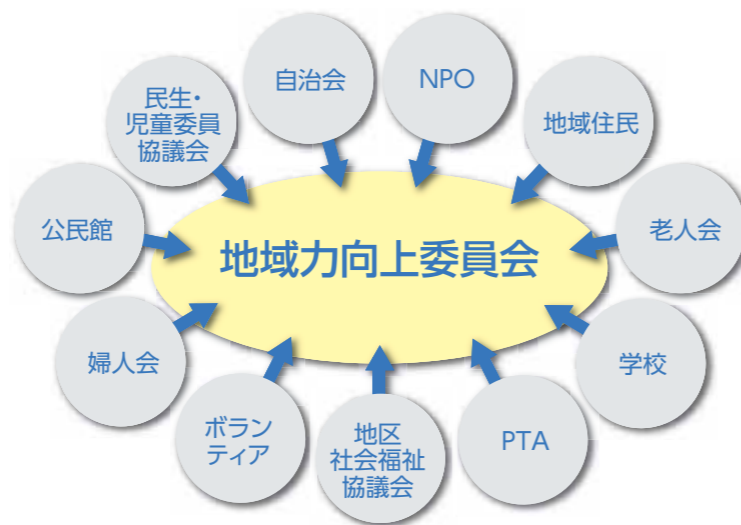 自治会
NPO
民生・
児童委員
協議会
地域住民
公民館
地域力向上委員会
老人会
婦人会
学校
ボラン
ティア
地区
社会福祉
協議会
PTA